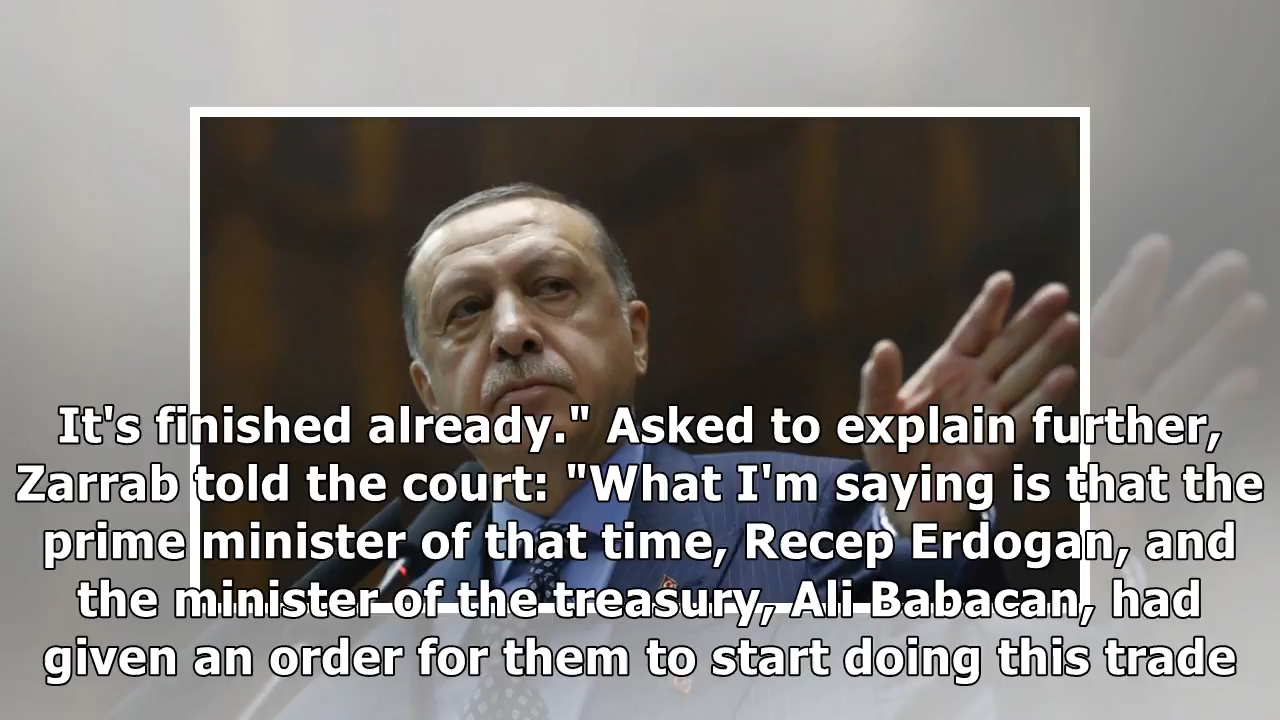 It's finished already." Asked to explain further,
Zarrab told the court: "What I'm saying is that the
prime minister of that time, Recep Erdogan, and
the minister of the treasury, Ali Babacan, had
given an order for them to start doing this trade